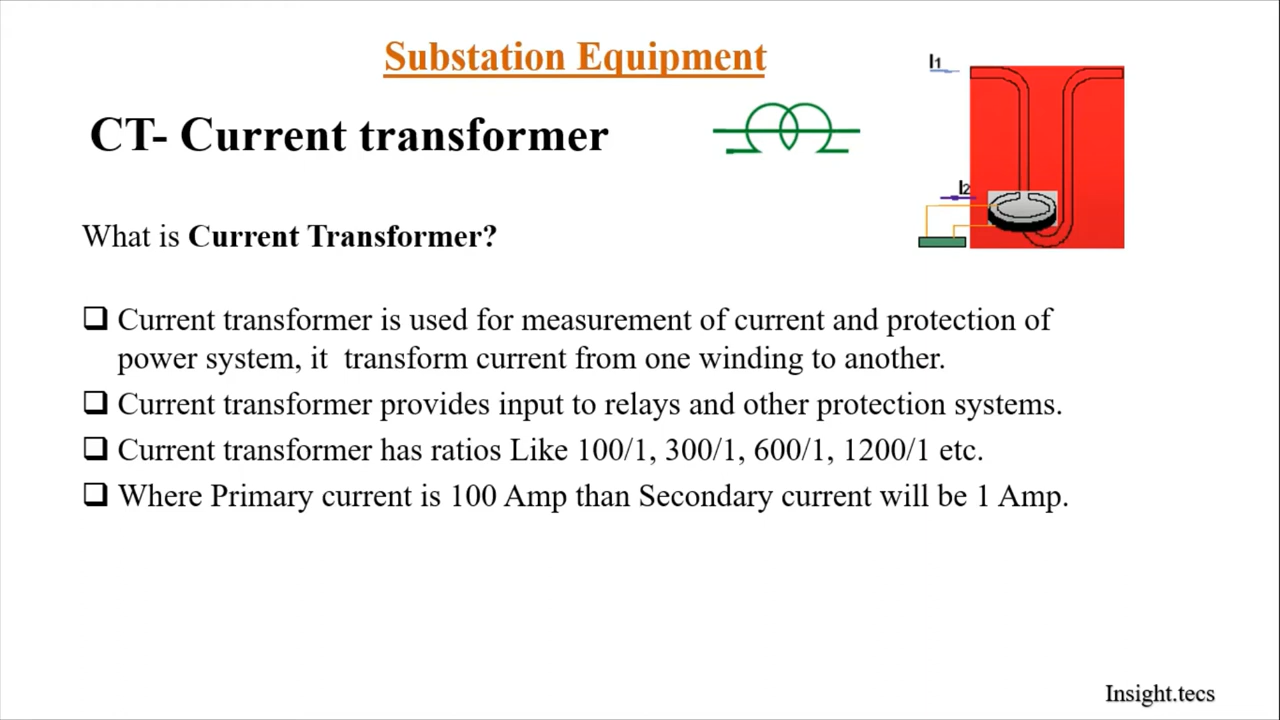 Substation Equipment
CT- Current transformer
I1
I2
What is Current Transformer?
❑ Current transformer is used for measurement of current and protection of
power system, it  transform current from one winding to another.
❑ Current transformer provides input to relays and other protection systems.
❑ Current transformer has ratios Like 100/1, 300/1, 600/1, 1200/1 etc.
❑ Where Primary current is 100 Amp than Secondary current will be 1 Amp.
Insight.tecs